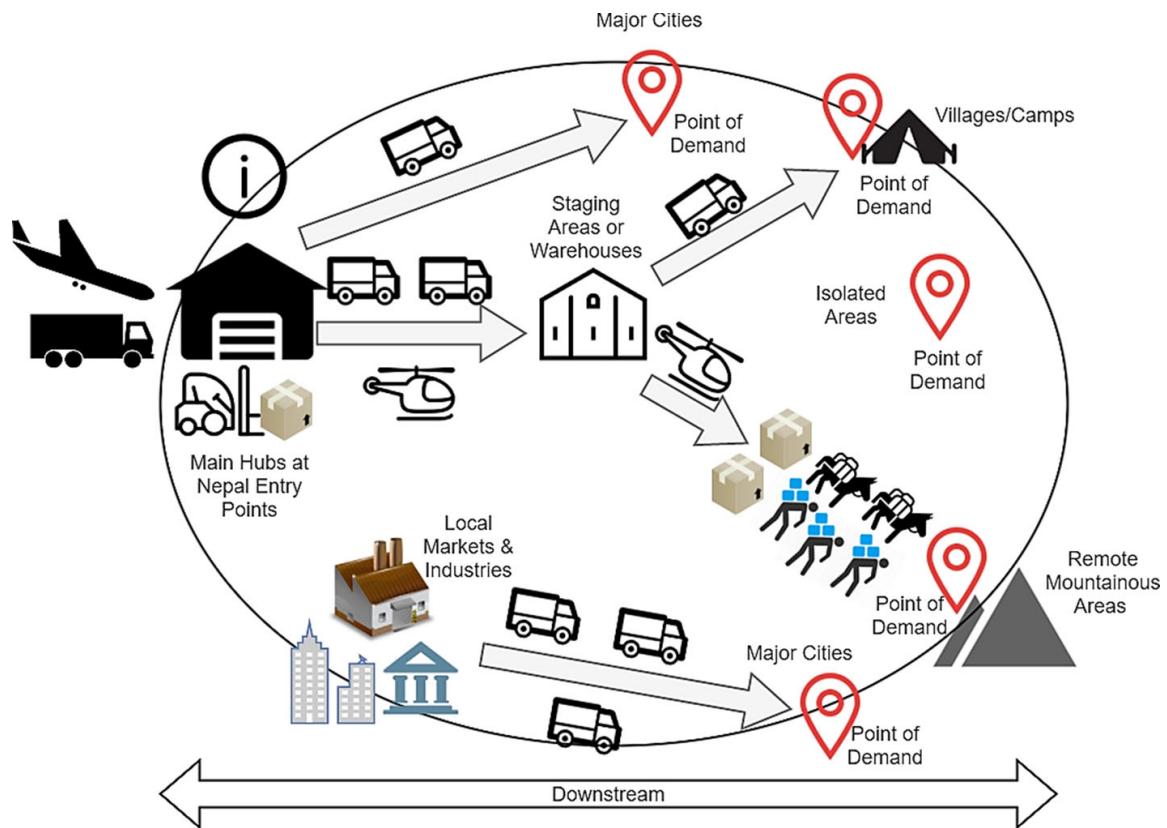 Major Cities
Point of
Demand
Villages/Camps
Point of
Demand
i
Staging
Areas or
Warehouses
Isolated
Areas
Point of
Demand
Main Hubs at
Nepal Entry
Points
Local
Markets &
Industries
Remote
Mountainous
Areas
Point of
Demand
Major Cities
Point of
Demand
Downstream